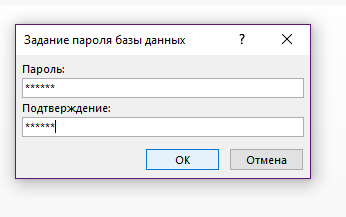 Задание пароля базы данных ?
Пароль:
******
Подтверждение:
******
ОК Отмена